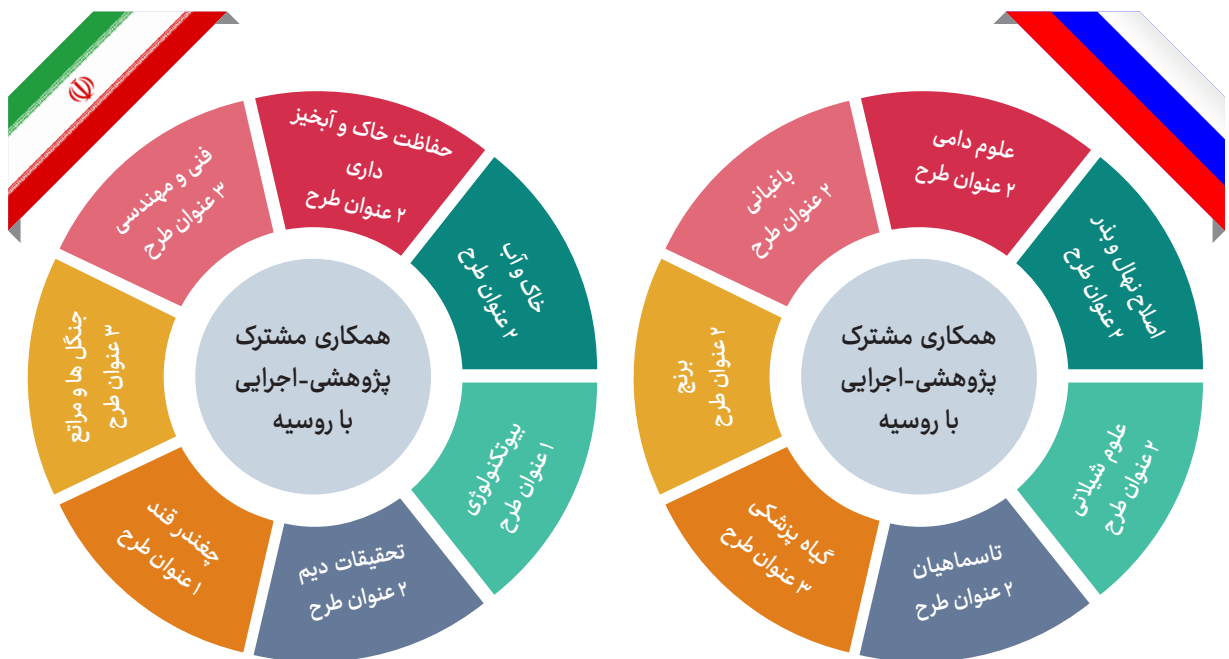 علوم دامی
۲ عنوان طرح
اصلاح نهال و بذر
۲ عنوان طرح
علوم شیلاتی
۲ عنوان طرح
تاسماهیان
۲ عنوان طرح
گیاه پزشکی
۳ عنوان طرح
برنج
۲ عنوان طرح
باغبانی
۲ عنوان طرح
همکاری مشترک
پژوهشی-اجرایی
با روسیه
حفاظت خاک و آبخیز
داری
۲ عنوان طرح
خاک و آب
۲ عنوان طرح
بیوتکنولوژی
۱ عنوان طرح
تحقیقات دیم
۲ عنوان طرح
چغندر قند
۱ عنوان طرح
جنگل ها و مراتع
۳ عنوان طرح
فنی و مهندسی
۳ عنوان طرح
همکاری مشترک
پژوهشی-اجرایی
با روسیه